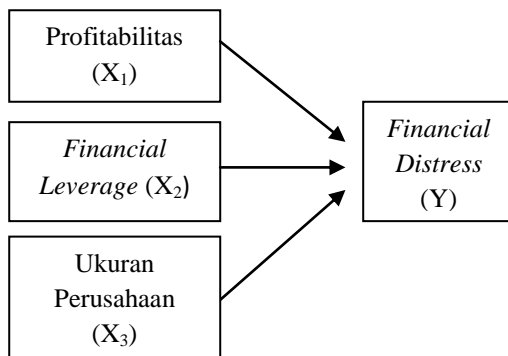 Profitabilitas
(X₁)
Financial
Leverage (X₂)
Ukuran
Perusahaan
(X₃)
Financial
Distress
(Y)